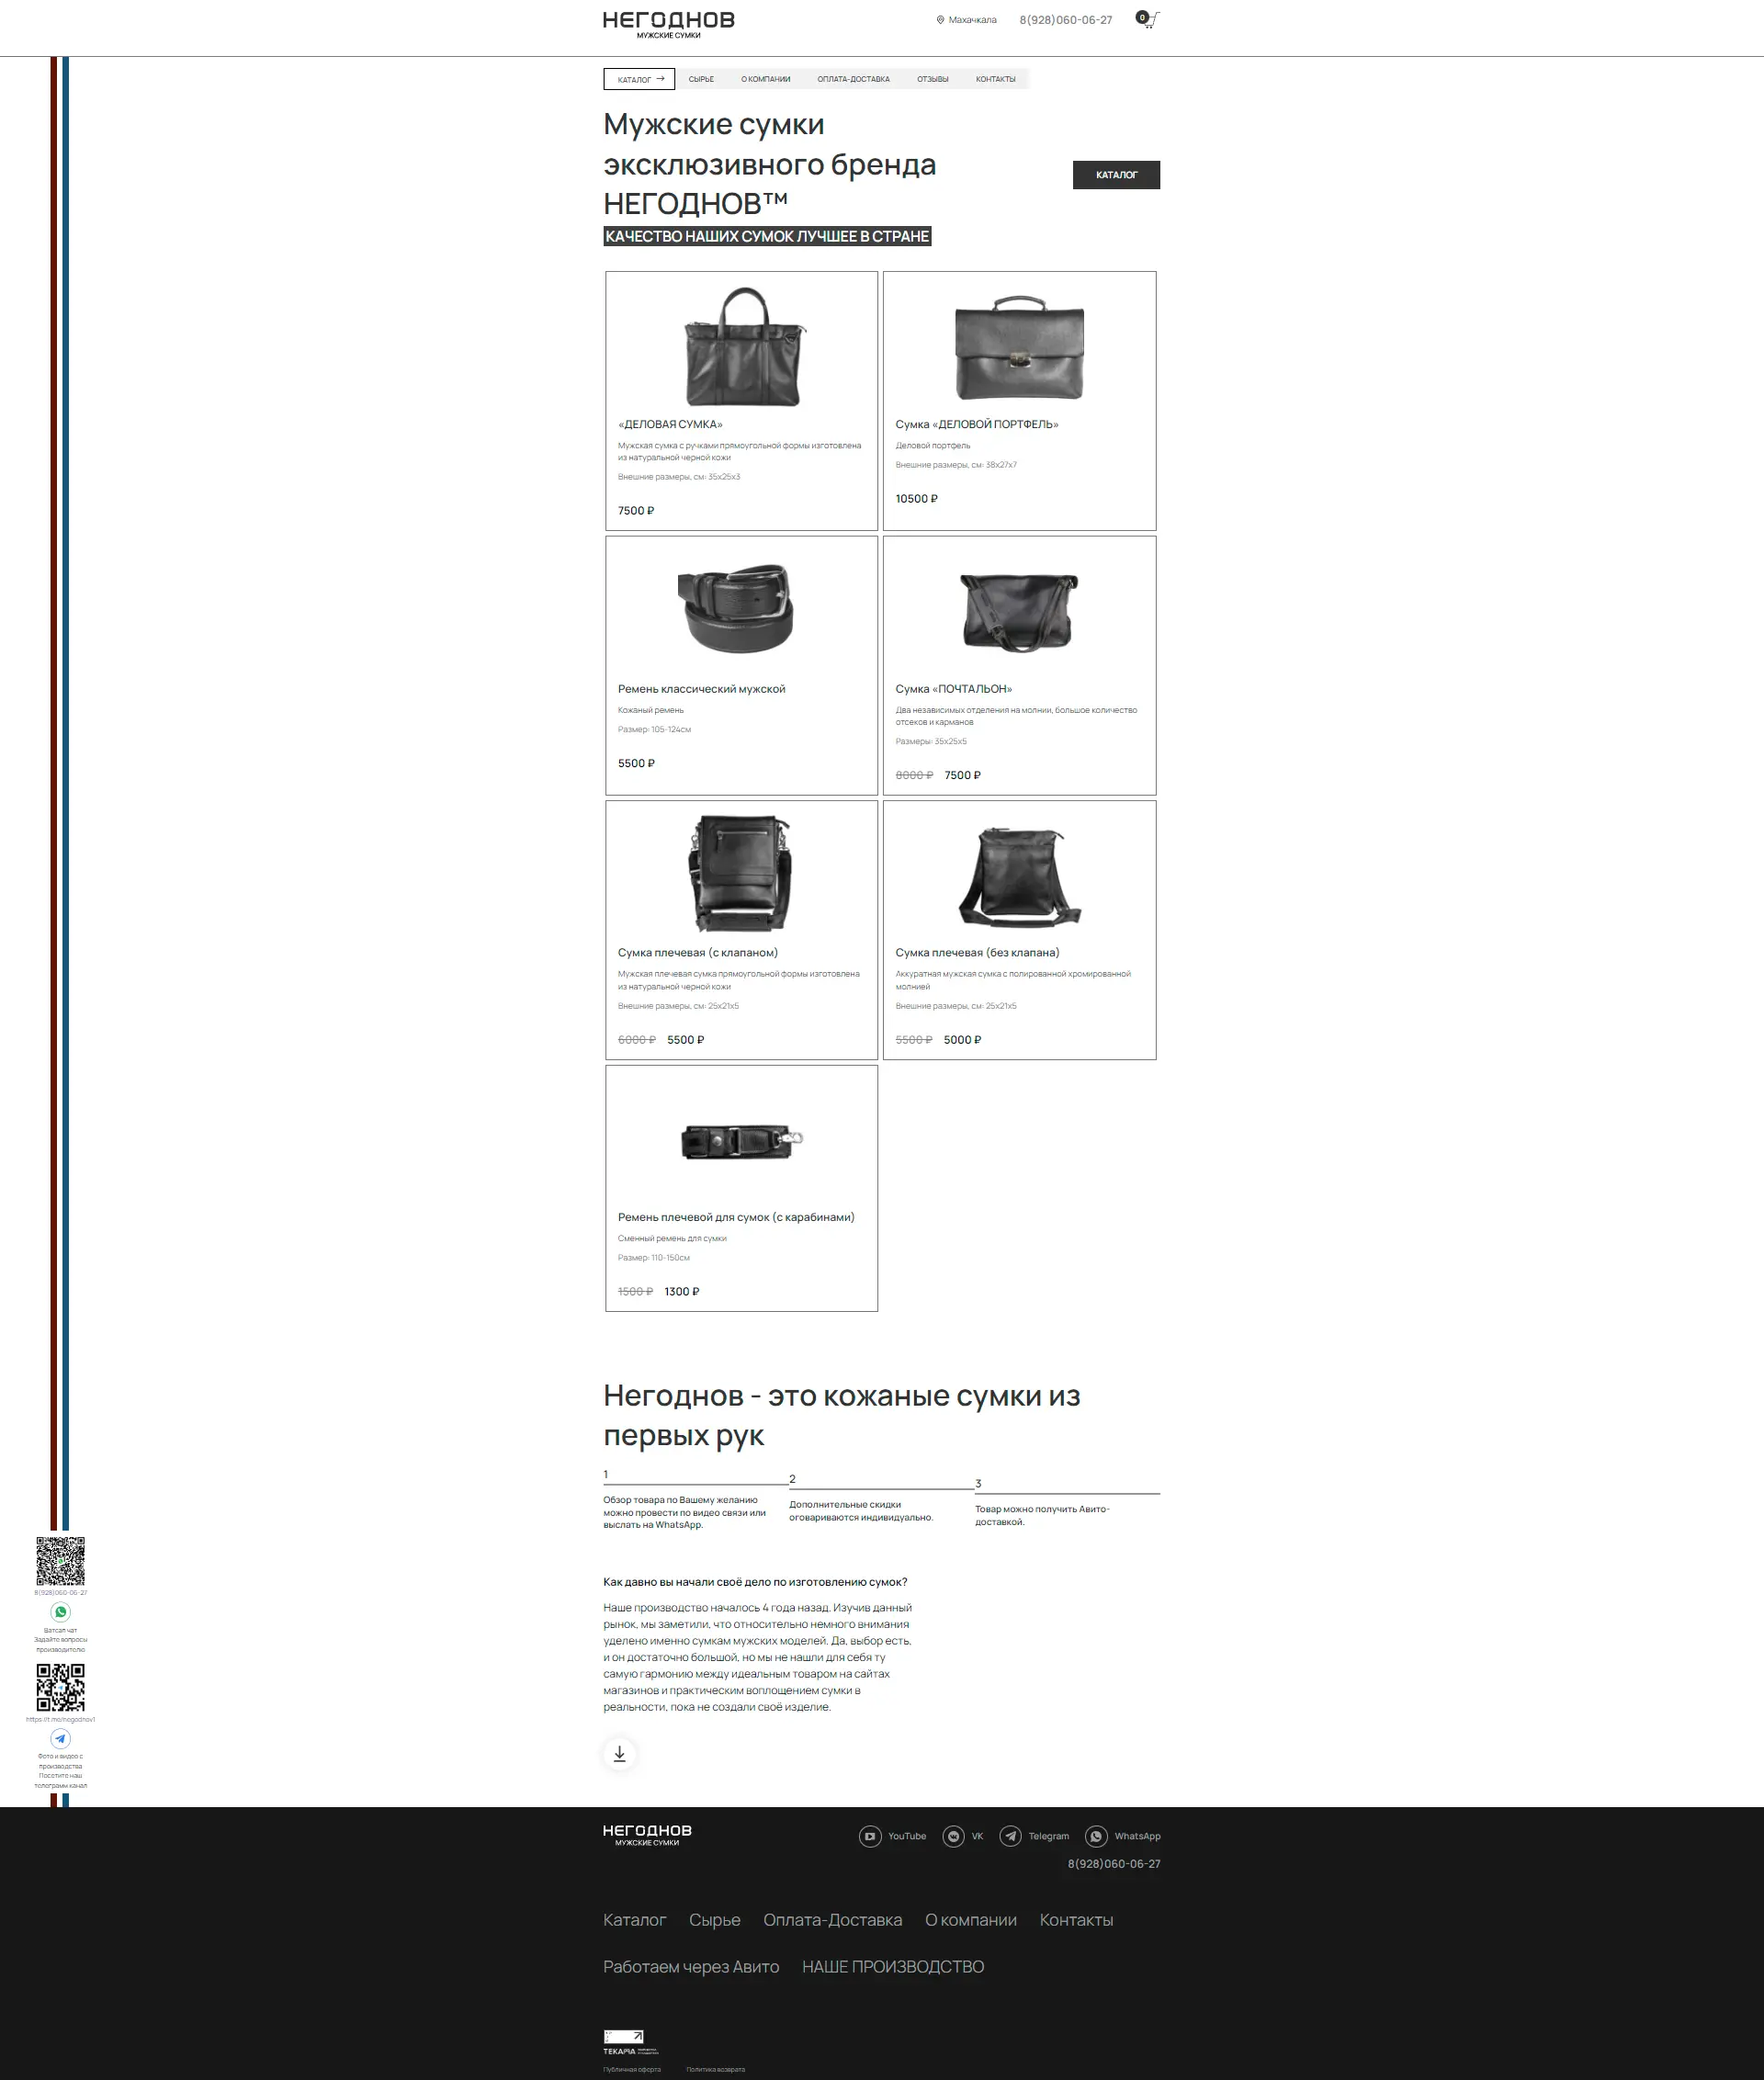 НЕГОДНОВ
МУЖСКИЕ СУМКИ
Махачкала
8(928)060-06-27
0
КАТАЛОГ
СЫРЬЕ
О КОМПАНИИ
ОПЛАТА-ДОСТАВКА
ОТЗЫВЫ
КОНТАКТЫ
Мужские сумки
эксклюзивного бренда
НЕГОДНОВ™
КАЧЕСТВО НАШИХ СУМОК ЛУЧШЕЕ В СТРАНЕ
КАТАЛОГ
«ДЕЛОВАЯ СУМКА»
Мужская сумка с ручками прямоугольной формы изготовлена
из натуральной черной кожи
Внешние размеры, см: 35х25х3
7500 ₽
Сумка «ДЕЛОВОЙ ПОРТФЕЛЬ»
Деловой портфель
Внешние размеры, см: 38х27х7
10500 ₽
Ремень классический мужской
Кожаный ремень
Размер: 105-124см
5500 ₽
Сумка «ПОЧТАЛЬОН»
Два независимых отделения на молнии, большое количество
отсеков и карманов
Размеры: 35х25х5
8000 ₽ 7500 ₽
Сумка плечевая (с клапаном)
Мужская плечевая сумка прямоугольной формы изготовлена
из натуральной черной кожи
Внешние размеры, см: 25х21х5
6000 ₽ 5500 ₽
Сумка плечевая (без клапана)
Аккуратная мужская сумка с полированной хромированной
молнией
Внешние размеры, см: 25х21х5
5500 ₽ 5000 ₽
Ремень плечевой для сумок (с карабинами)
Сменный ремень для сумки
Размер: 110-150см
1500 ₽ 1300 ₽
Негоднов - это кожаные сумки из
первых рук
1
Обзор товара по Вашему желанию
можно провести по видео связи или
выслать на WhatsApp.
2
Дополнительные скидки
оговариваются индивидуально.
3
Товар можно получить Авито-
доставкой.
Как давно вы начали своё дело по изготовлению сумок?
Наше производство началось 4 года назад. Изучив данный
рынок, мы заметили, что относительно немного внимания
уделено именно сумкам мужских моделей. Да, выбор есть,
и он достаточно большой, но мы не нашли для себя ту
самую гармонию между идеальным товаром на сайтах
магазинов и практическим воплощением сумки в
реальности, пока не создали своё изделие.
8(928)060-06-27
Ватсап чат
Задайте вопросы
производителю
https://t.me/negodnov1
Фото и видео с
производства
Посетите наш
телеграмм канал
НЕГОДНОВ
МУЖСКИЕ СУМКИ
YouTube
VK
Telegram
WhatsApp
8(928)060-06-27
Каталог
Сырье
Оплата-Доставка
О компании
Контакты
Работаем через Авито
НАШЕ ПРОИЗВОДСТВО
Публичная оферта
Политика возврата